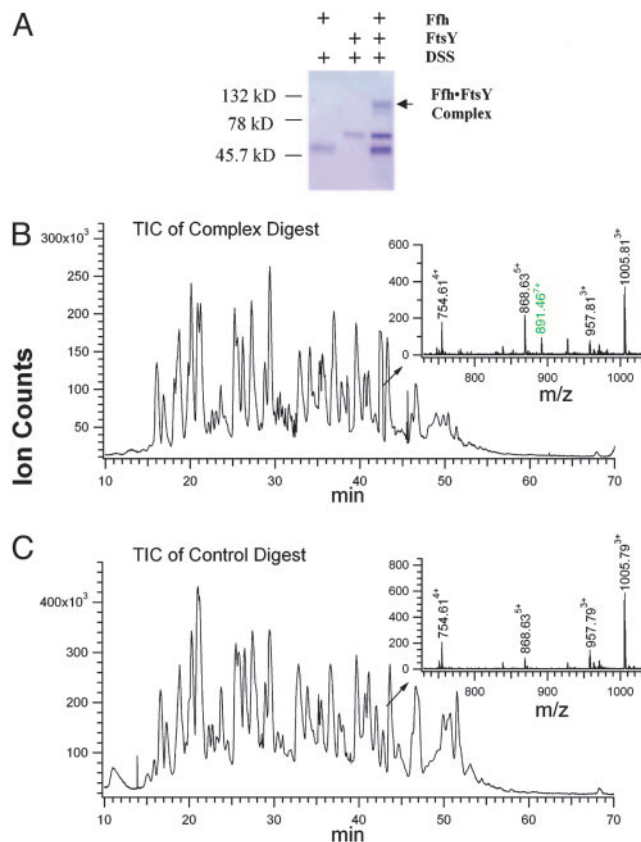 A
+ + Ffh
+ + FtsY
+ + + DSS
132 kD
78 kD
45.7 kD
Ffh•FtsY
Complex
B
TIC of Complex Digest
300x10³
250
200
150
100
50
10 20 30 40 50 60 70
min
600
400
200
0
754.61⁴⁺
868.63⁵⁺
891.46⁷⁺
957.81³⁺
1005.81³⁺
800 900 1000
m/z
Ion Counts
C
TIC of Control Digest
400x10³
300
200
100
10 20 30 40 50 60 70
min
800
600
400
200
0
754.61⁴⁺
868.63⁵⁺
957.79³⁺
1005.79³⁺
800 900 1000
m/z